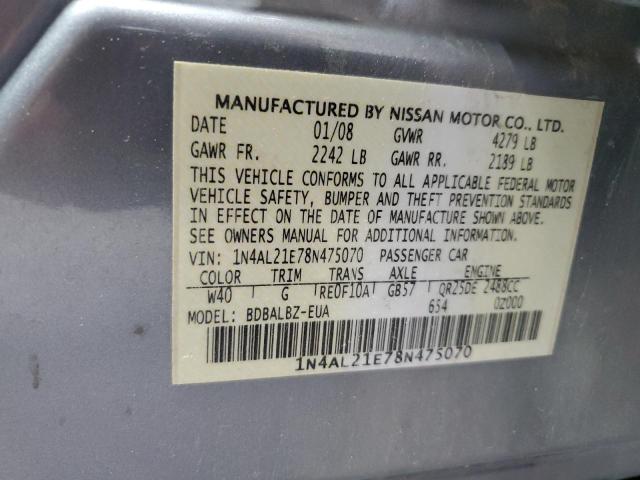 MANUFACTURED BY NISSAN MOTOR CO., LTD.
DATE 01/08 GVWR 4279 LB
GAWR FR. 2242 LB GAWR RR. 2139 LB
THIS VEHICLE CONFORMS TO ALL APPLICABLE FEDERAL MOTOR
VEHICLE SAFETY, BUMPER AND THEFT PREVENTION STANDARDS
IN EFFECT ON THE DATE OF MANUFACTURE SHOWN ABOVE.
SEE OWNERS MANUAL FOR ADDITIONAL INFORMATION.
VIN: 1N4AL21E78N475070 PASSENGER CAR
COLOR TRIM TRANS AXLE ENGINE
W40 G RE0F10A GB57 QR25DE 2488CC
MODEL: BDBALBZ-EUA 654 0Z000
1N4AL21E78N475070